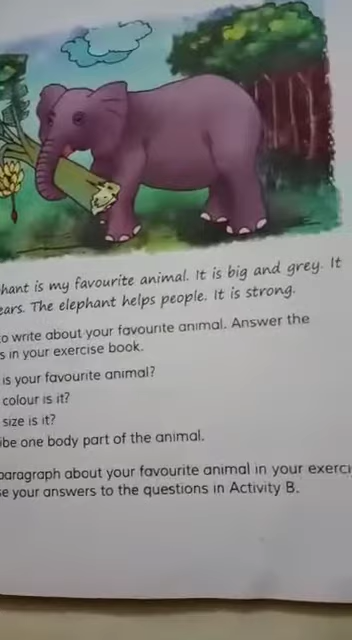 hant is my favourite animal. It is big and grey. It
ears. The elephant helps people. It is strong.
to write about your favourite animal. Answer the
s in your exercise book.
is your favourite animal?
colour is it?
size is it?
ibe one body part of the animal.
paragraph about your favourite animal in your exerci
se your answers to the questions in Activity B.